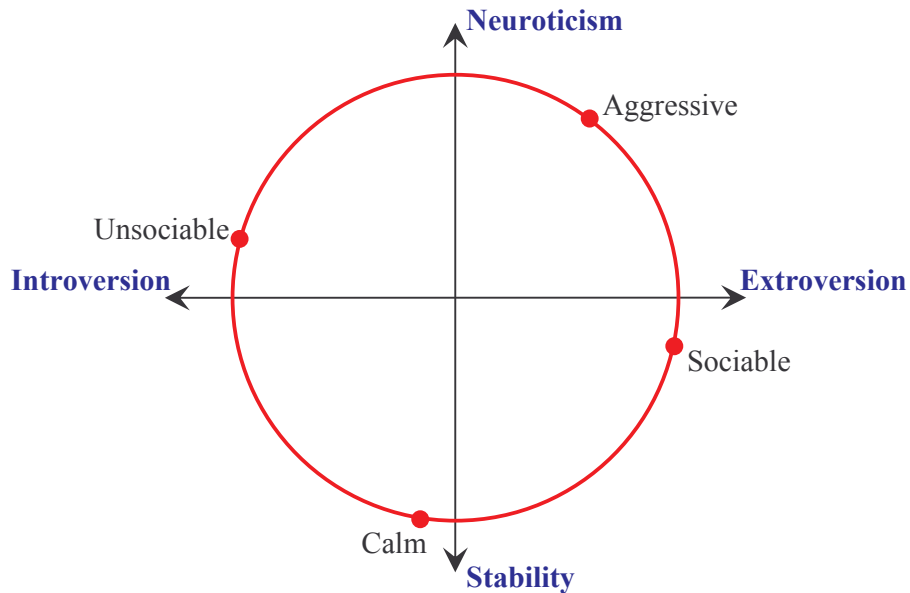 Neuroticism
Aggressive
Unsociable
Introversion
Extroversion
Sociable
Calm
Stability